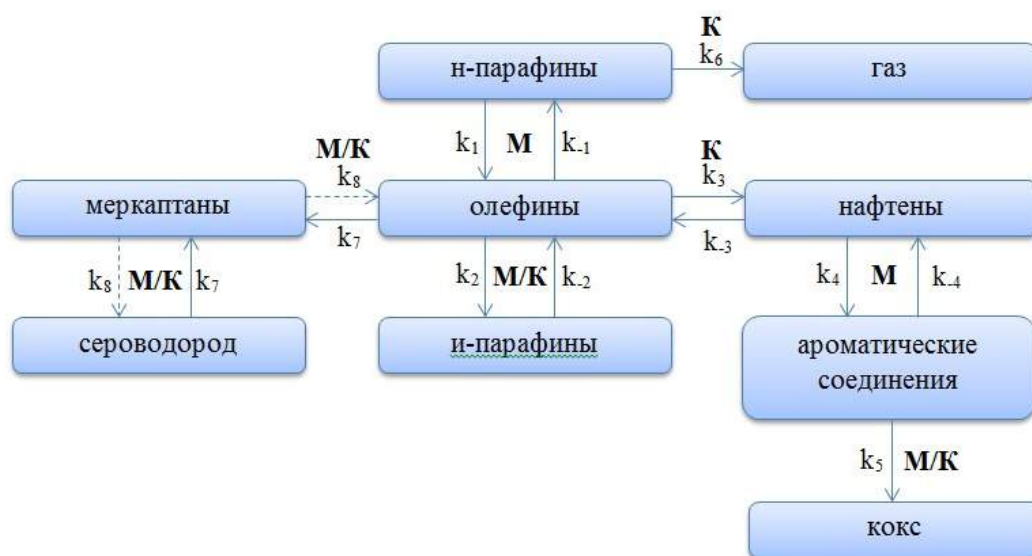 К
н-парафины
k6
газ
k1
М
k-1
М/К
К
k8
k3
меркаптаны
олефины
нафтены
k7
k-3
k8
М/К
k7
k2
М/К
k-2
k4
М
k-4
сероводород
и-парафины
ароматические
соединения
k5
М/К
кокс